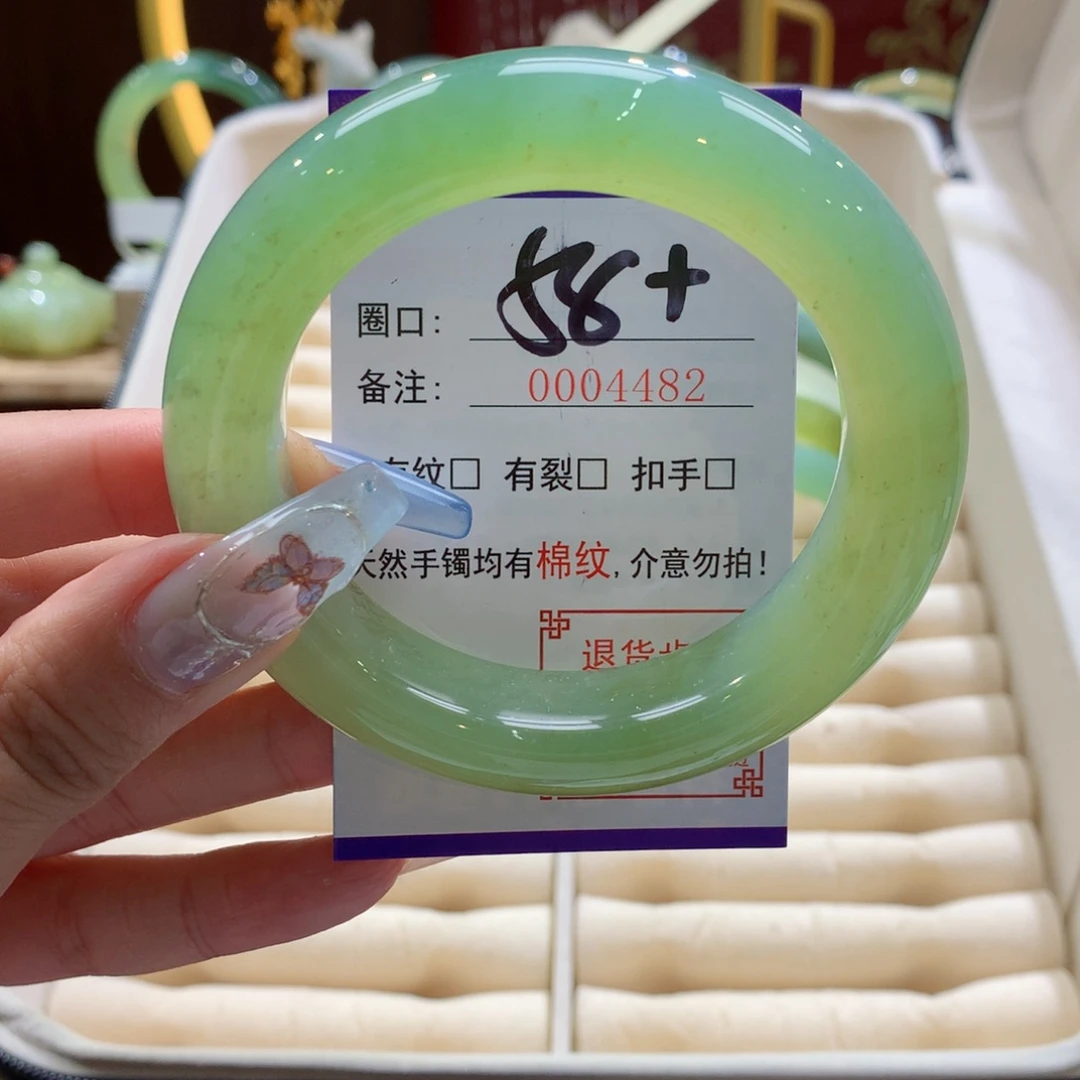 圈口: 58+
备注: 0004482
纹□ 有裂□ 扣手□
天然手镯均有棉纹,介意勿拍!
退货